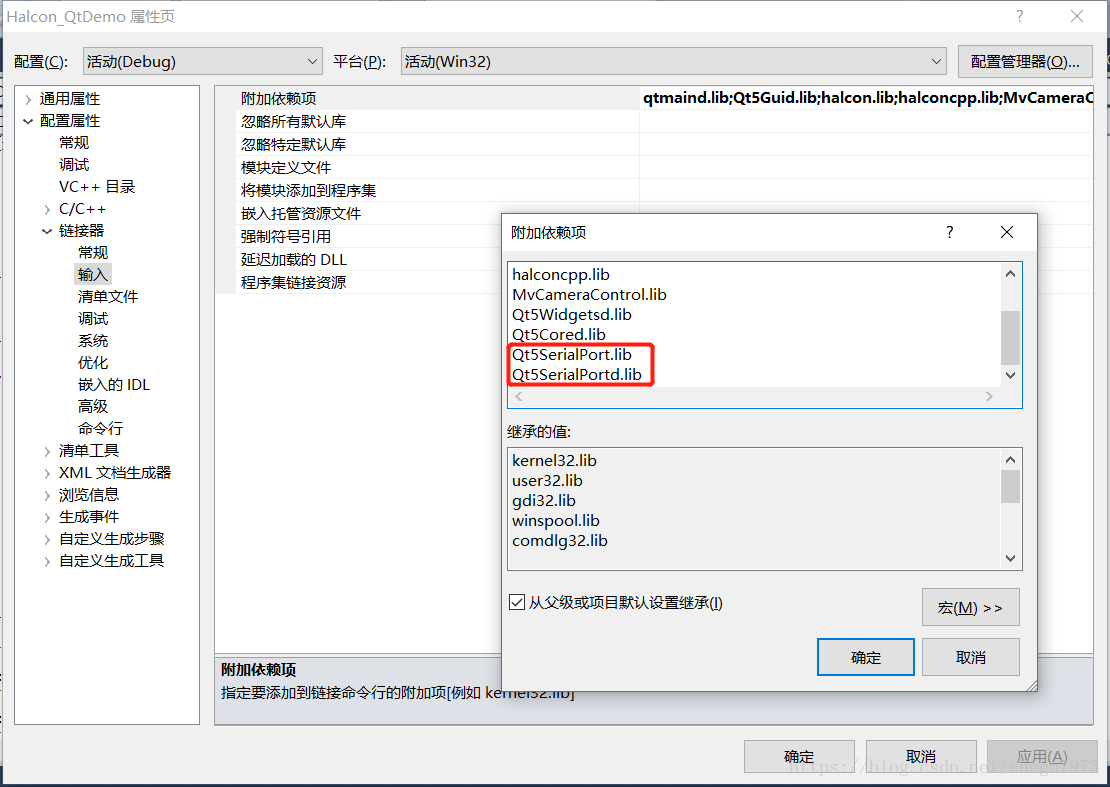 Halcon_QtDemo 属性页
配置(C): 活动(Debug) 平台(P): 活动(Win32) 配置管理器(O)...
通用属性
配置属性
常规
调试
VC++ 目录
C/C++
链接器
常规
输入
清单文件
调试
系统
优化
嵌入的 IDL
高级
命令行
清单工具
XML 文档生成器
浏览信息
生成事件
自定义生成步骤
自定义生成工具
附加依赖项 qtmaind.lib;Qt5Guid.lib;halcon.lib;halconcpp.lib;MvCameraC
忽略所有默认库
忽略特定默认库
模块定义文件
将模块添加到程序集
嵌入托管资源文件
强制符号引用
延迟加载的 DLL
程序集链接资源
附加依赖项
halconcpp.lib
MvCameraControl.lib
Qt5Widgetsd.lib
Qt5Cored.lib
Qt5SerialPort.lib
Qt5SerialPortd.lib
继承的值:
kernel32.lib
user32.lib
gdi32.lib
winspool.lib
comdlg32.lib
从父级或项目默认设置继承(I)
宏(M) >>
确定 取消
附加依赖项
指定要添加到链接命令行的附加项[例如 kernel32.lib]
确定 取消 应用(A)